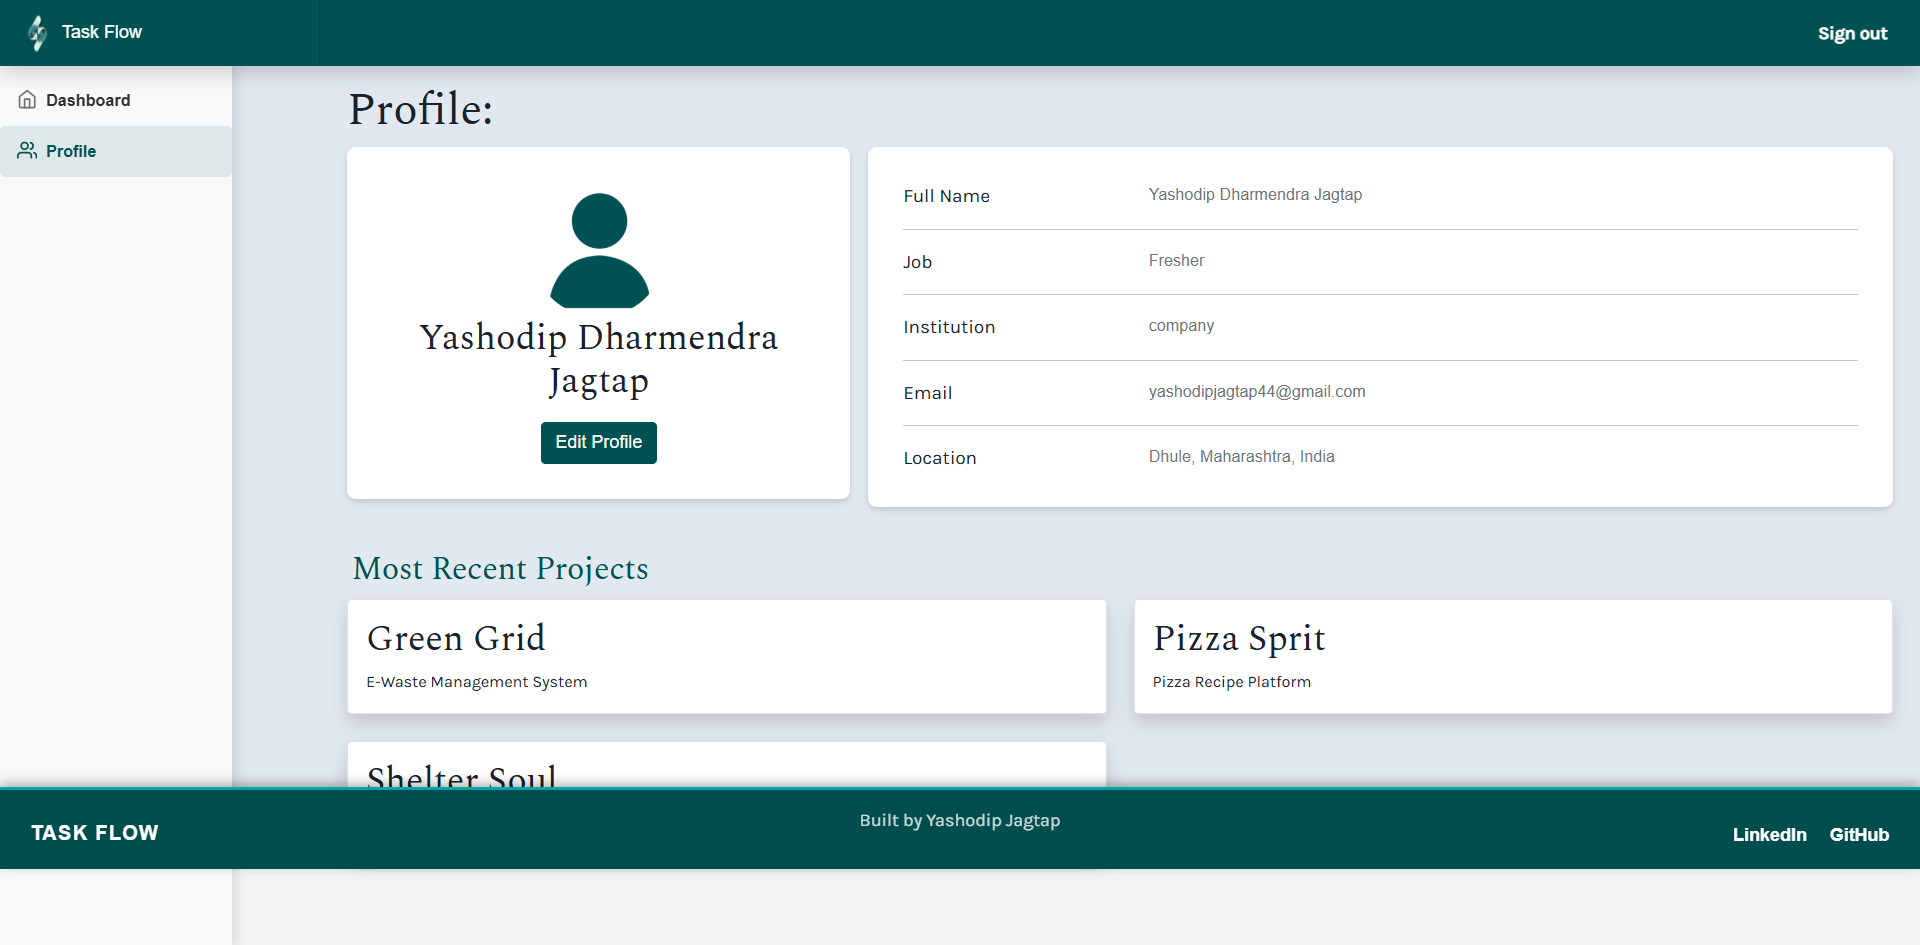 Task Flow
Sign out
Dashboard
Profile
Profile:
Yashodip Dharmendra
Jagtap
Edit Profile
Full Name Yashodip Dharmendra Jagtap
Job Fresher
Institution company
Email yashodipjagtap44@gmail.com
Location Dhule, Maharashtra, India
Most Recent Projects
Green Grid
E-Waste Management System
Pizza Sprit
Pizza Recipe Platform
Shelter Soul
TASK FLOW
Built by Yashodip Jagtap
LinkedIn GitHub